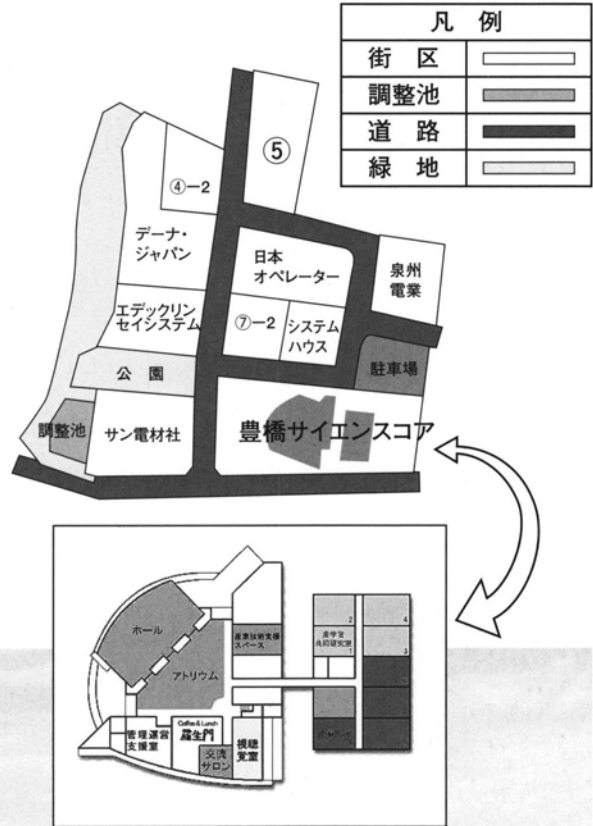 凡 例
街 区
調整池
道 路
緑 地
⑤
④ー2
デーナ・
ジャパン
日本
オペレーター
泉州
電業
エデックリン
セイシステム
⑦ー2
システム
ハウス
公 園
駐車場
調整池
サン電材社
豊橋サイエンスコア
ホール
アトリウム
産業技術支援
スペース
2
4
産学官
共同研究室
1
3
管理運営
支援室
Coffee & Lunch
羅生門
交流
サロン
視聴
覚室